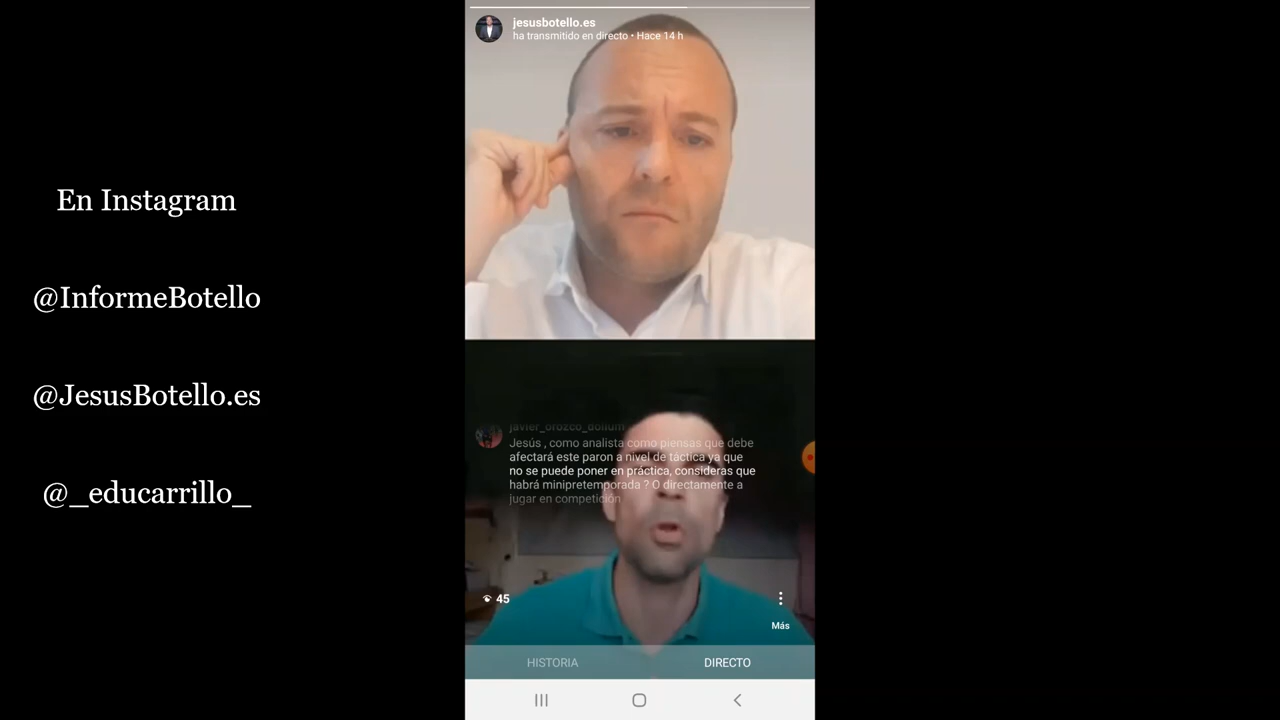 En Instagram
@InformeBotello
@JesusBotello.es
@_educarrillo_
jesusbotello.es
ha transmitido en directo • Hace 14 h
Jesús , como analista como piensas que debe
afectará este paron a nivel de táctica ya que
no se puede poner en práctica, consideras que
habrá minipretemporada ? O directamente a
jugar en competición
45
Más
HISTORIA
DIRECTO